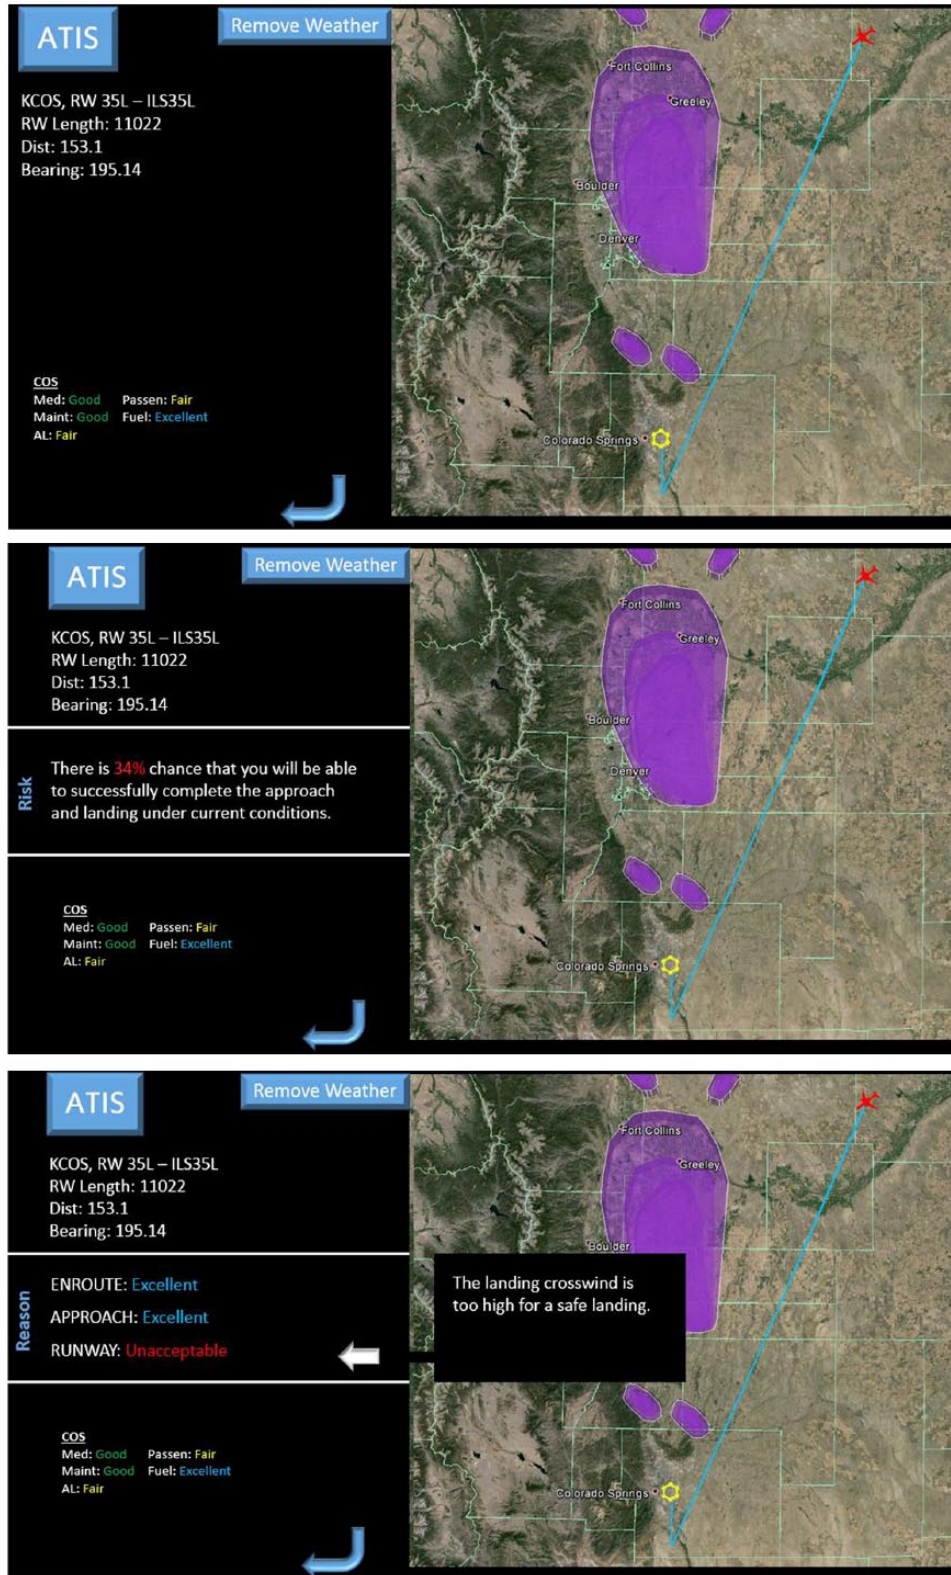 ATIS
Remove Weather
KCOS, RW 35L – ILS35L
RW Length: 11022
Dist: 153.1
Bearing: 195.14
COS
Med: Good Passen: Fair
Maint: Good Fuel: Excellent
AL: Fair
Fort Collins
Greeley
Boulder
Denver
Colorado Springs
ATIS
Remove Weather
KCOS, RW 35L – ILS35L
RW Length: 11022
Dist: 153.1
Bearing: 195.14
Risk
There is 34% chance that you will be able
to successfully complete the approach
and landing under current conditions.
COS
Med: Good Passen: Fair
Maint: Good Fuel: Excellent
AL: Fair
Fort Collins
Greeley
Boulder
Denver
Colorado Springs
ATIS
Remove Weather
KCOS, RW 35L – ILS35L
RW Length: 11022
Dist: 153.1
Bearing: 195.14
Reason
ENROUTE: Excellent
APPROACH: Excellent
RUNWAY: Unacceptable
The landing crosswind is
too high for a safe landing.
COS
Med: Good Passen: Fair
Maint: Good Fuel: Excellent
AL: Fair
Fort Collins
Greeley
Boulder
Colorado Springs